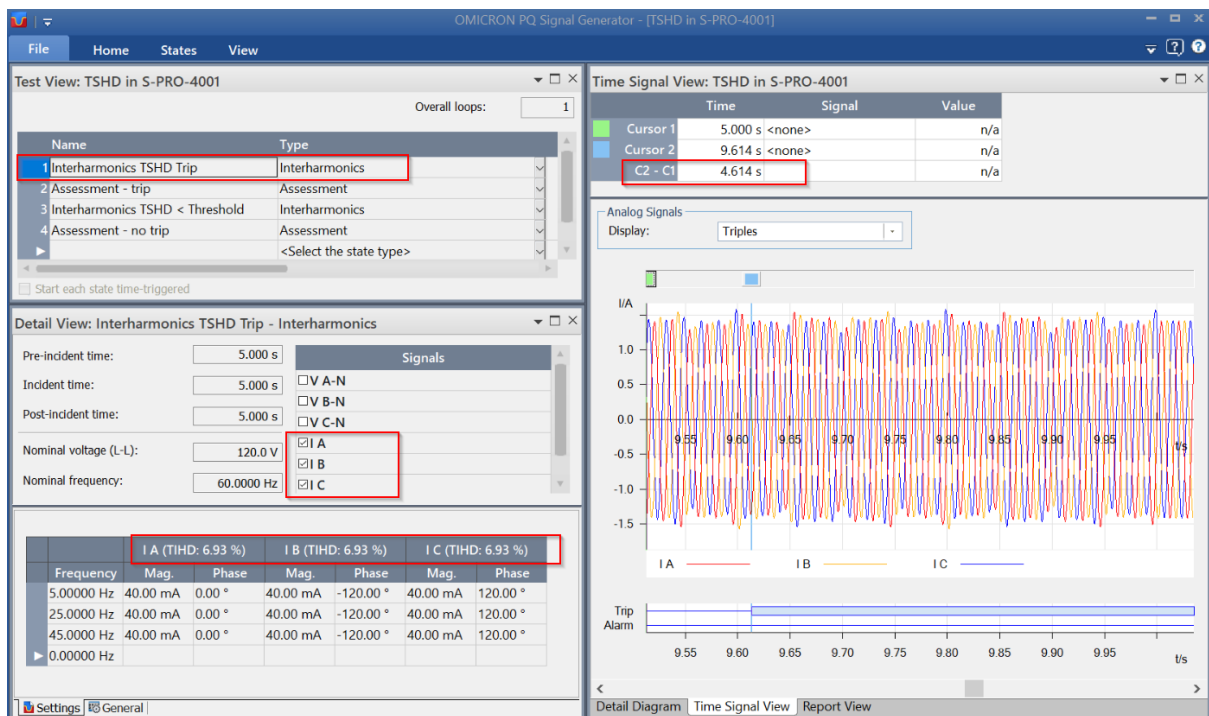 OMICRON PQ Signal Generator - [TSHD in S-PRO-4001]
File Home States View
Test View: TSHD in S-PRO-4001
Overall loops: 1
Name Type
1 Interharmonics TSHD Trip Interharmonics
2 Assessment - trip Assessment
3 Interharmonics TSHD < Threshold Interharmonics
4 Assessment - no trip Assessment
<Select the state type>
Start each state time-triggered
Detail View: Interharmonics TSHD Trip - Interharmonics
Pre-incident time: 5.000 s
Incident time: 5.000 s
Post-incident time: 5.000 s
Nominal voltage (L-L): 120.0 V
Nominal frequency: 60.0000 Hz
Signals
V A-N
V B-N
V C-N
I A
I B
I C
I A (TIHD: 6.93 %) I B (TIHD: 6.93 %) I C (TIHD: 6.93 %)
Frequency Mag. Phase Mag. Phase Mag. Phase
5.00000 Hz 40.00 mA 0.00 ° 40.00 mA -120.00 ° 40.00 mA 120.00 °
25.0000 Hz 40.00 mA 0.00 ° 40.00 mA -120.00 ° 40.00 mA 120.00 °
45.0000 Hz 40.00 mA 0.00 ° 40.00 mA -120.00 ° 40.00 mA 120.00 °
0.00000 Hz
Settings General
Time Signal View: TSHD in S-PRO-4001
Time Signal Value
Cursor 1 5.000 s <none> n/a
Cursor 2 9.614 s <none> n/a
C2 - C1 4.614 s n/a
Analog Signals
Display: Triples
I/A
1.0
0.5
0.0
9.55 9.60 9.65 9.70 9.75 9.80 9.85 9.90 9.95 t/s
-0.5
-1.0
-1.5
I A I B I C
Trip
Alarm
9.55 9.60 9.65 9.70 9.75 9.80 9.85 9.90 9.95 t/s
Detail Diagram Time Signal View Report View